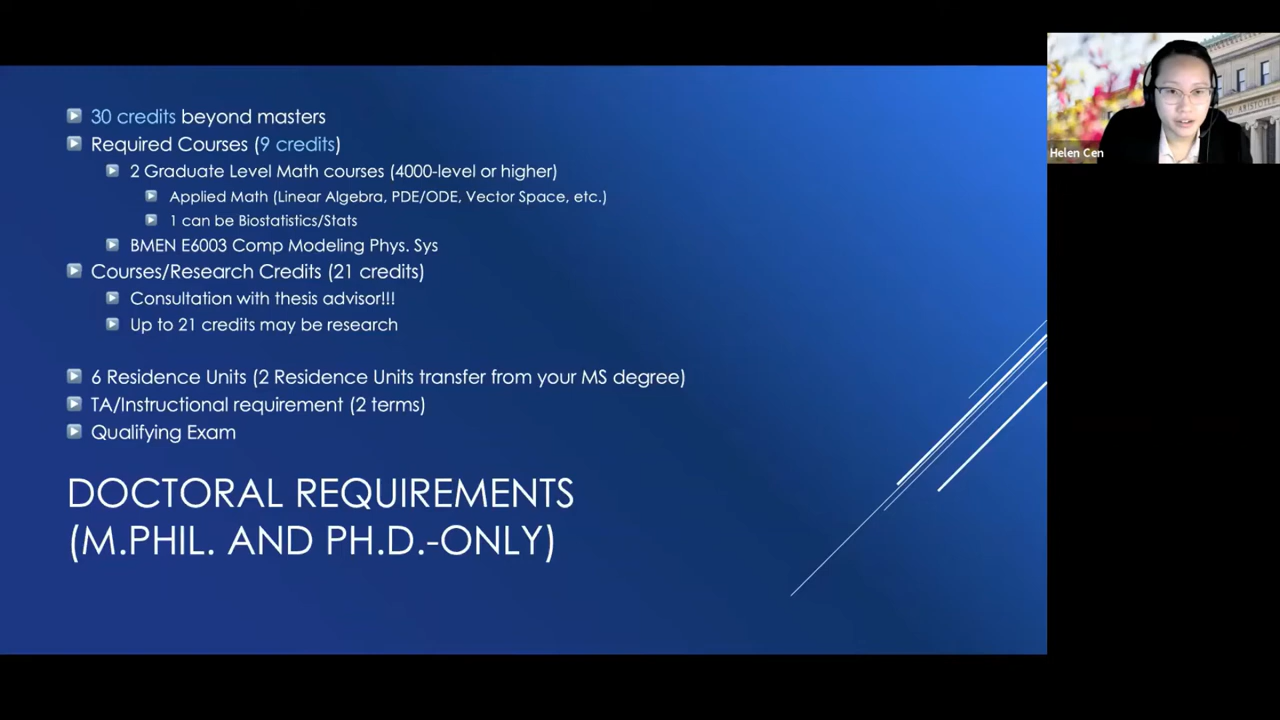 30 credits beyond masters
Required Courses (9 credits)
2 Graduate Level Math courses (4000-level or higher)
Applied Math (Linear Algebra, PDE/ODE, Vector Space, etc.)
1 can be Biostatistics/Stats
BMEN E6003 Comp Modeling Phys. Sys
Courses/Research Credits (21 credits)
Consultation with thesis advisor!!!
Up to 21 credits may be research
6 Residence Units (2 Residence Units transfer from your MS degree)
TA/Instructional requirement (2 terms)
Qualifying Exam
DOCTORAL REQUIREMENTS
(M.PHIL. AND PH.D.-ONLY)
Helen Cen